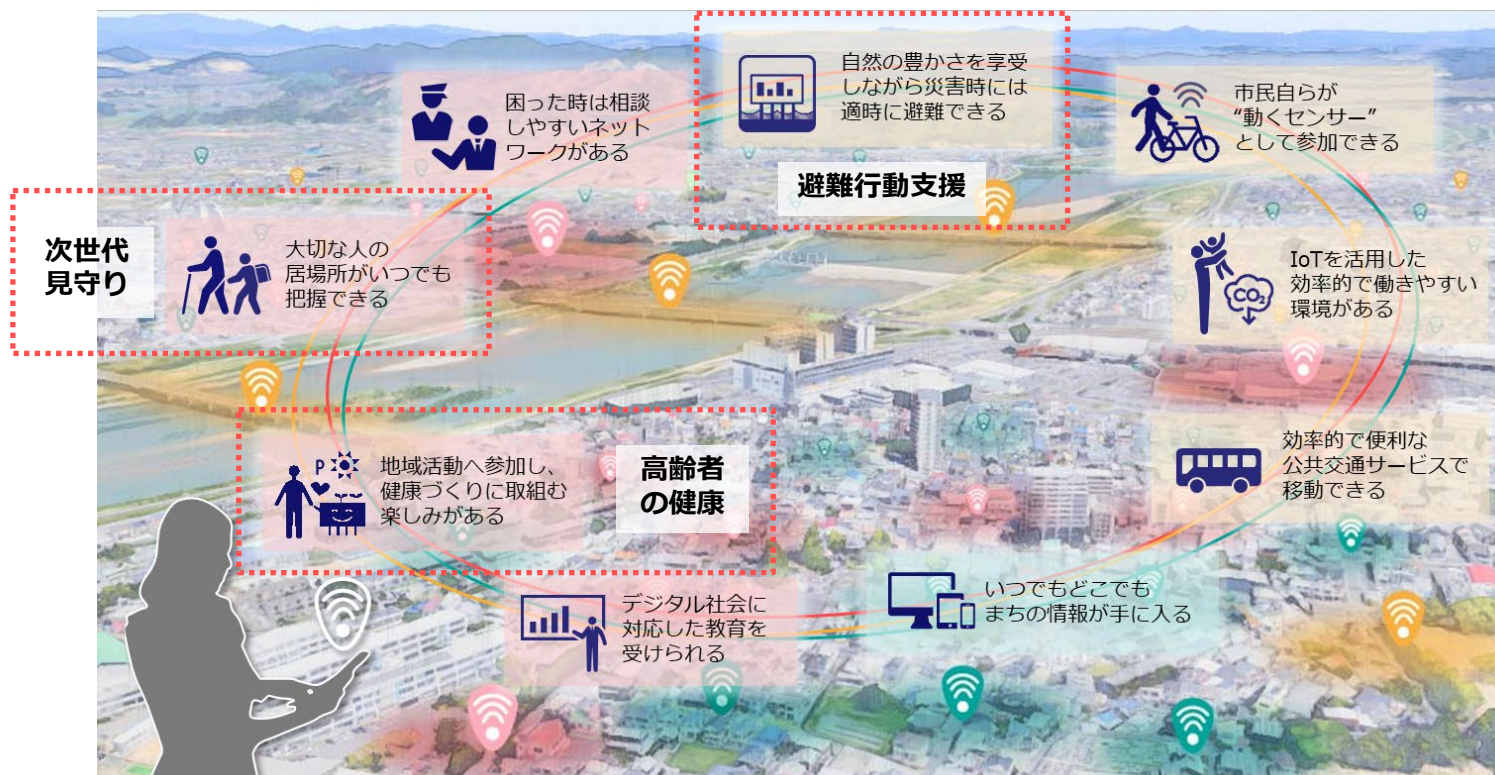 困った時は相談
しやすいネット
ワークがある
自然の豊かさを享受
しながら災害時には
適時に避難できる
避難行動支援
市民自らが
“動くセンサー”
として参加できる
次世代
見守り
大切な人の
居場所がいつでも
把握できる
IoTを活用した
効率的で働きやすい
環境がある
CO₂
P
地域活動へ参加し、
健康づくりに取組む
楽しみがある
高齢者
の健康
効率的で便利な
公共交通サービスで
移動できる
デジタル社会に
対応した教育を
受けられる
いつでもどこでも
まちの情報が手に入る